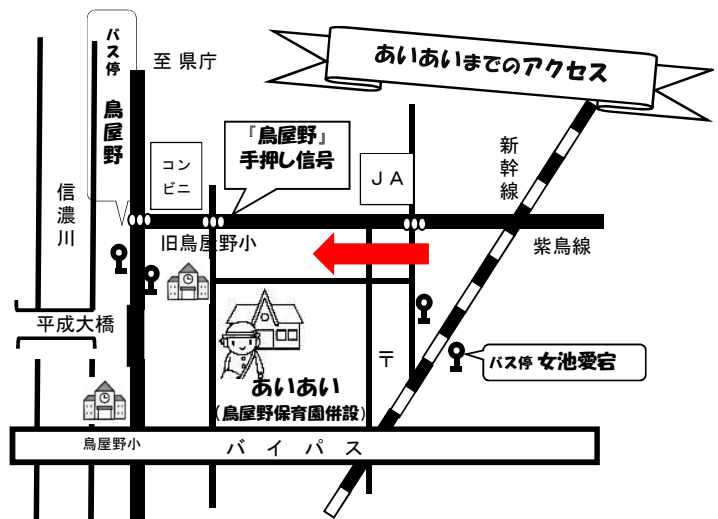 あいあいまでのアクセス
バス停 鳥屋野
至 県庁
コン
ビニ
『鳥屋野』
手押し信号
ＪＡ
新幹線
信濃川
旧鳥屋野小
紫鳥線
平成大橋
〒
バス停 女池愛宕
あいあい
(鳥屋野保育園併設)
鳥屋野小
バイパス